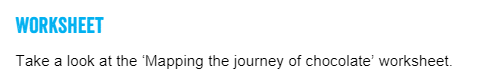 WORKSHEET
Take a look at the ‘Mapping the journey of chocolate’ worksheet.